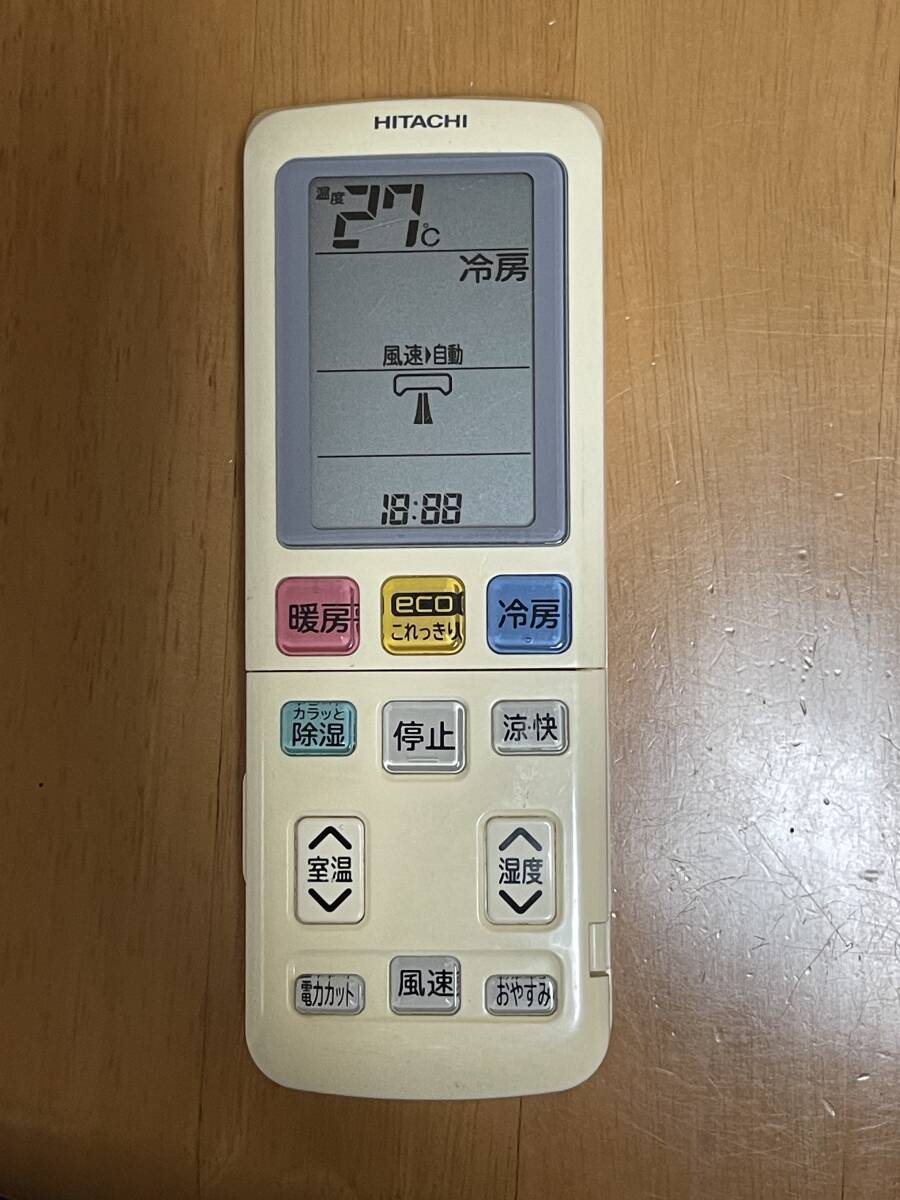 HITACHI
温度 27℃
冷房
風速▶自動
18:88
暖房 eco これっきり 冷房
カラッと
除湿 停止 涼・快
室温 湿度
電力カット 風速 おやすみ